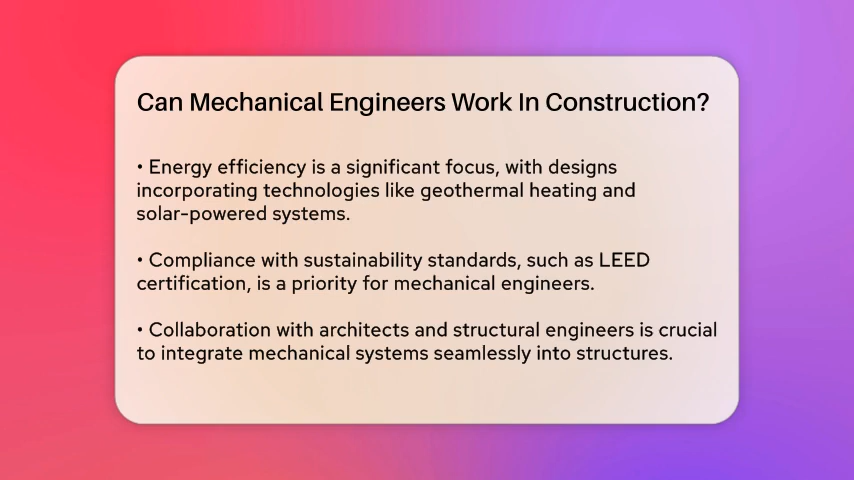 Can Mechanical Engineers Work In Construction?
• Energy efficiency is a significant focus, with designs
incorporating technologies like geothermal heating and
solar-powered systems.
• Compliance with sustainability standards, such as LEED
certification, is a priority for mechanical engineers.
• Collaboration with architects and structural engineers is crucial
to integrate mechanical systems seamlessly into structures.